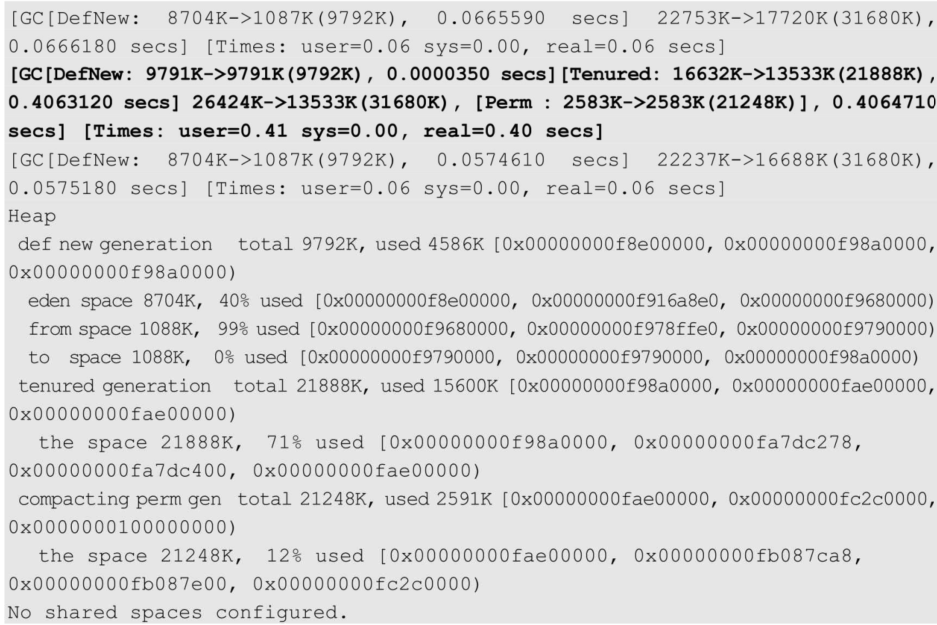 [GC[DefNew: 8704K->1087K(9792K), 0.0665590 secs] 22753K->17720K(31680K),
0.0666180 secs] [Times: user=0.06 sys=0.00, real=0.06 secs]
[GC[DefNew: 9791K->9791K(9792K), 0.0000350 secs][Tenured: 16632K->13533K(21888K),
0.4063120 secs] 26424K->13533K(31680K), [Perm : 2583K->2583K(21248K)], 0.4064710
secs] [Times: user=0.41 sys=0.00, real=0.40 secs]
[GC[DefNew: 8704K->1087K(9792K), 0.0574610 secs] 22237K->16688K(31680K),
0.0575180 secs] [Times: user=0.06 sys=0.00, real=0.06 secs]
Heap
def new generation total 9792K, used 4586K [0x00000000f8e00000, 0x00000000f98a0000,
0x00000000f98a0000)
eden space 8704K, 40% used [0x00000000f8e00000, 0x00000000f916a8e0, 0x00000000f9680000)
from space 1088K, 99% used [0x00000000f9680000, 0x00000000f978ffe0, 0x00000000f9790000)
to space 1088K, 0% used [0x00000000f9790000, 0x00000000f9790000, 0x00000000f98a0000)
tenured generation total 21888K, used 15600K [0x00000000f98a0000, 0x00000000fae00000,
0x00000000fae00000)
the space 21888K, 71% used [0x00000000f98a0000, 0x00000000fa7dc278,
0x00000000fa7dc400, 0x00000000fae00000)
compacting perm gen total 21248K, used 2591K [0x00000000fae00000, 0x00000000fc2c0000,
0x0000000100000000)
the space 21248K, 12% used [0x00000000fae00000, 0x00000000fb087ca8,
0x00000000fb087e00, 0x00000000fc2c0000)
No shared spaces configured.